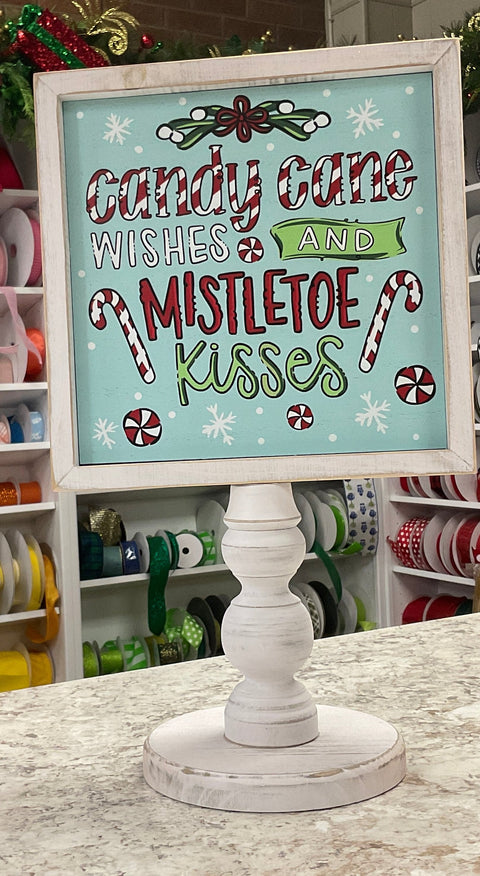 candy cane
WISHES AND
MISTLETOE
kisses